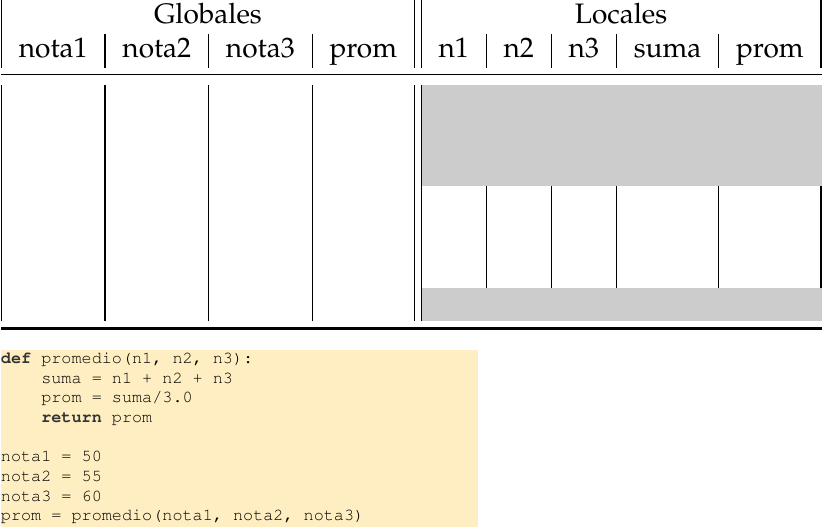 Globales Locales
nota1 nota2 nota3 prom n1 n2 n3 suma prom
def promedio(n1, n2, n3):
    suma = n1 + n2 + n3
    prom = suma/3.0
    return prom
nota1 = 50
nota2 = 55
nota3 = 60
prom = promedio(nota1, nota2, nota3)